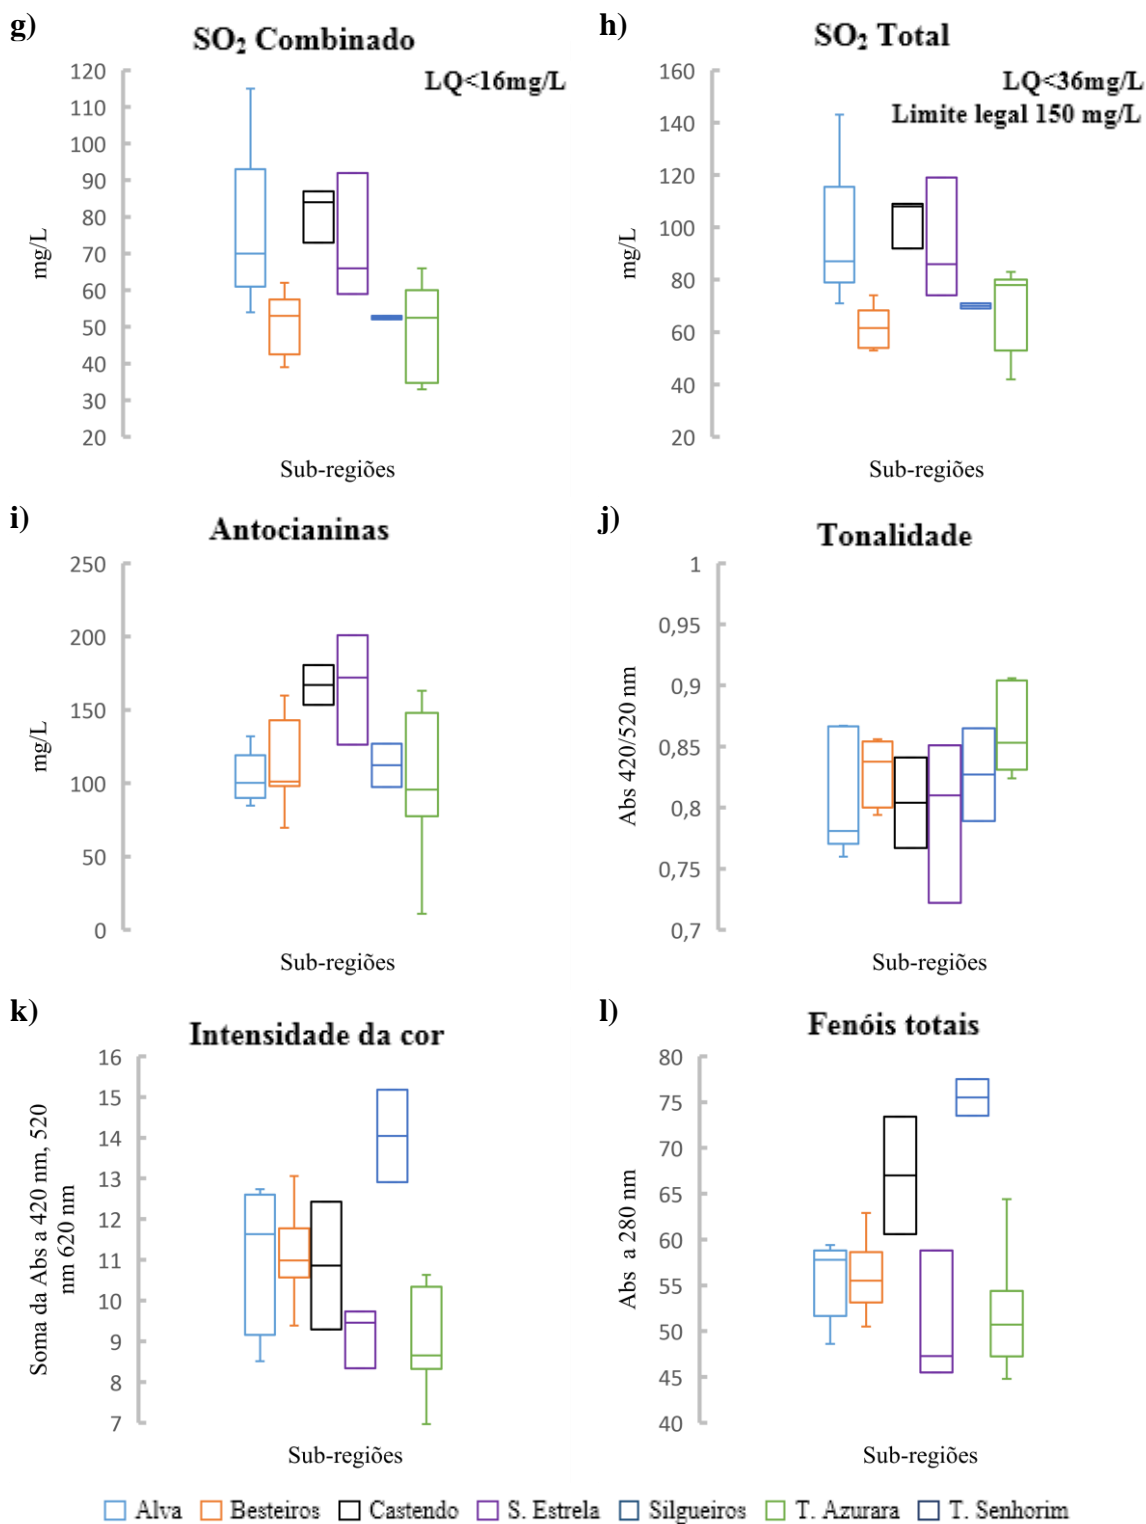 g)
SO₂ Combinado
LQ<16mg/L
120
110
100
90
80
70
60
50
40
30
20
mg/L
Sub-regiões
h)
SO₂ Total
LQ<36mg/L
Limite legal 150 mg/L
160
140
120
100
80
60
40
20
mg/L
Sub-regiões
i)
Antocianinas
250
200
150
100
50
0
mg/L
Sub-regiões
j)
Tonalidade
1
0,95
0,9
0,85
0,8
0,75
0,7
Abs 420/520 nm
Sub-regiões
k)
Intensidade da cor
16
15
14
13
12
11
10
9
8
7
Soma da Abs a 420 nm, 520
nm 620 nm
Sub-regiões
l)
Fenóis totais
80
75
70
65
60
55
50
45
40
Abs a 280 nm
Sub-regiões
Alva Besteiros Castendo S. Estrela Silgueiros T. Azurara T. Senhorim